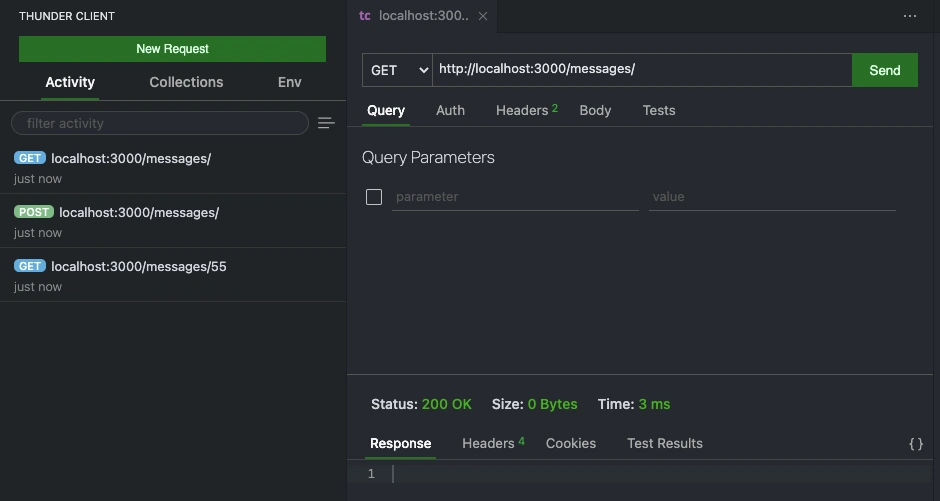 THUNDER CLIENT
New Request
Activity Collections Env
filter activity
GET localhost:3000/messages/
just now
POST localhost:3000/messages/
just now
GET localhost:3000/messages/55
just now
tc localhost:300..
GET http://localhost:3000/messages/ Send
Query Auth Headers 2 Body Tests
Query Parameters
parameter value
Status: 200 OK Size: 0 Bytes Time: 3 ms
Response Headers 4 Cookies Test Results { }
1